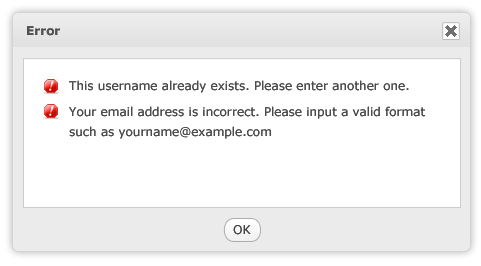 Error
This username already exists. Please enter another one.
Your email address is incorrect. Please input a valid format
such as yourname@example.com
OK